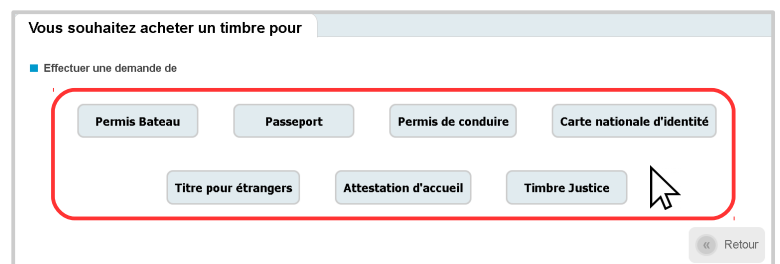 Vous souhaitez acheter un timbre pour
Effectuer une demande de
Permis Bateau Passeport Permis de conduire Carte nationale d'identité
Titre pour étrangers Attestation d'accueil Timbre Justice
« Retour